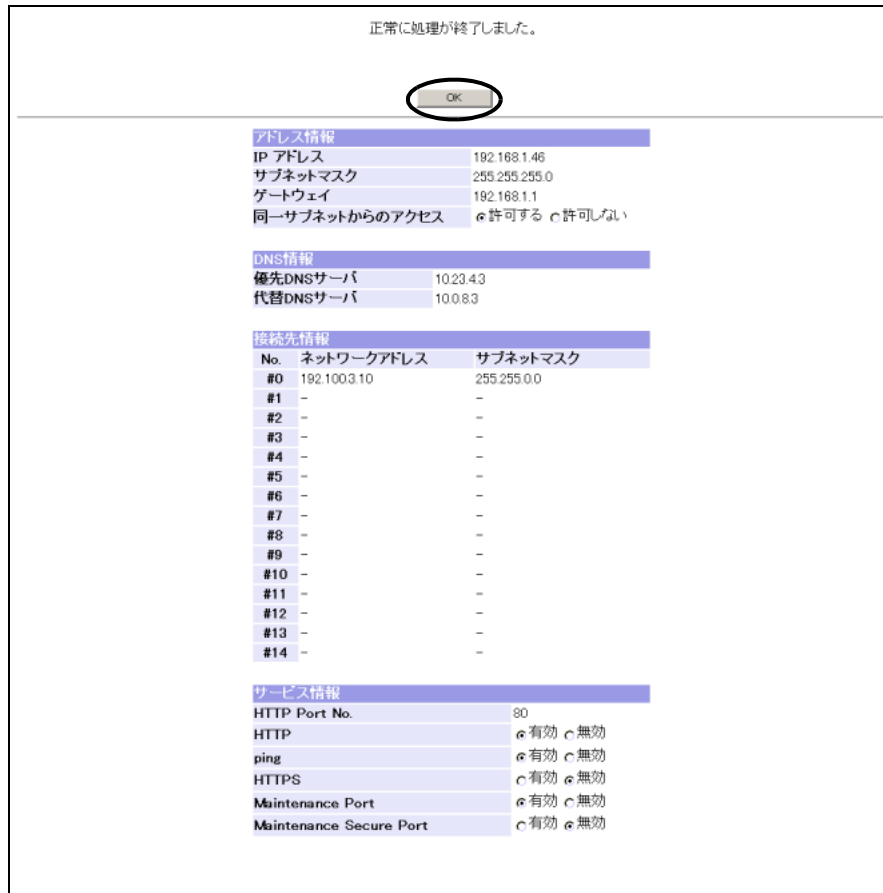 正常に処理が終了しました。
OK
アドレス情報
IP アドレス 192.168.1.46
サブネットマスク 255.255.255.0
ゲートウェイ 192.168.1.1
同一サブネットからのアクセス 許可する 許可しない
DNS情報
優先DNSサーバ 10.23.4.3
代替DNSサーバ 10.0.8.3
接続先情報
No. ネットワークアドレス サブネットマスク
#0 192.100.3.10 255.255.0.0
#1 - -
#2 - -
#3 - -
#4 - -
#5 - -
#6 - -
#7 - -
#8 - -
#9 - -
#10 - -
#11 - -
#12 - -
#13 - -
#14 - -
サービス情報
HTTP Port No. 80
HTTP 有効 無効
ping 有効 無効
HTTPS 有効 無効
Maintenance Port 有効 無効
Maintenance Secure Port 有効 無効